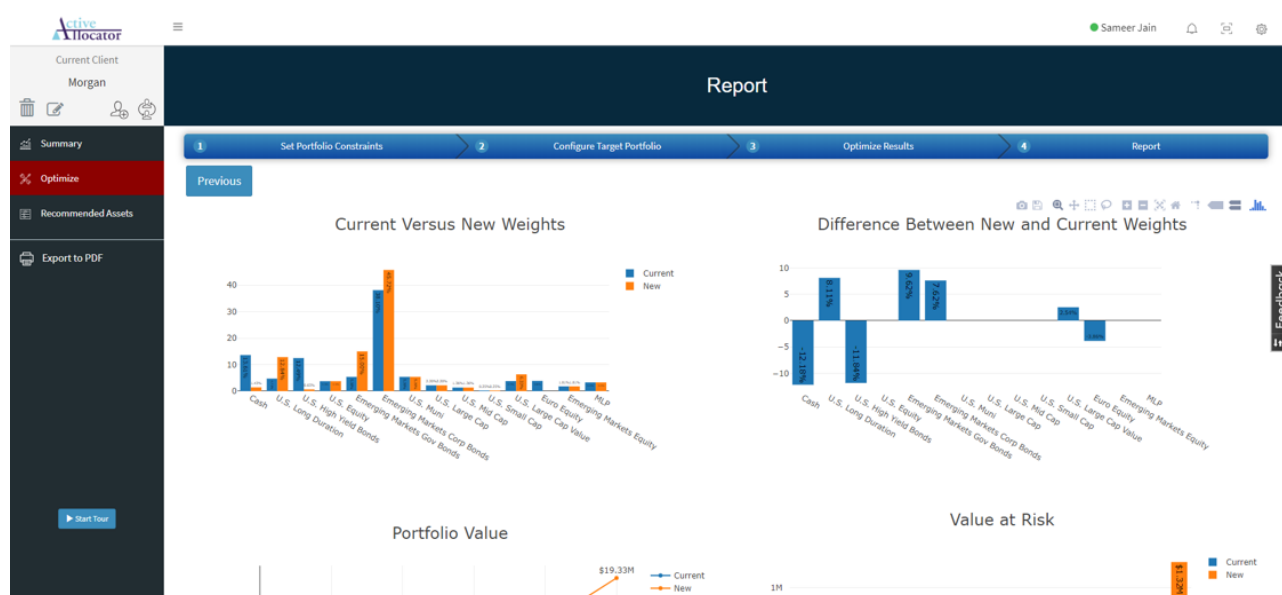 Active
Allocator
Sameer Jain
Current Client
Morgan
Report
Summary
Optimize
Recommended Assets
Export to PDF
Start Tour
1 Set Portfolio Constraints
2 Configure Target Portfolio
3 Optimize Results
4 Report
Previous
Current Versus New Weights
40
30
20
10
0
Current
New
45.72%
Cash
U.S. Long Duration
U.S. High Yield Bonds
U.S. Equity
Emerging Markets Gov Bonds
Emerging Markets Corp Bonds
U.S. Muni
U.S. Large Cap
U.S. Mid Cap
U.S. Small Cap
U.S. Large Cap Value
Euro Equity
Emerging Markets Equity
MLP
Difference Between New and Current Weights
10
5
0
−5
−10
-12.18%
8.11%
-11.84%
9.62%
7.62%
Cash
U.S. Long Duration
U.S. High Yield Bonds
U.S. Equity
Emerging Markets Gov Bonds
Emerging Markets Corp Bonds
U.S. Muni
U.S. Large Cap
U.S. Mid Cap
U.S. Small Cap
U.S. Large Cap Value
Euro Equity
Emerging Markets Equity
MLP
Feedback
Portfolio Value
$19.33M
Current
New
Value at Risk
1M
$1.32M
Current
New